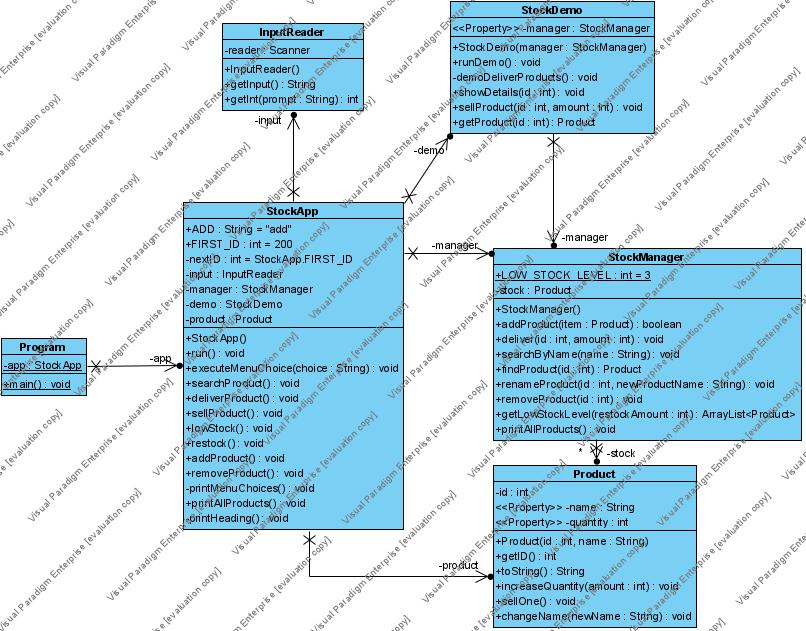 InputReader
-reader : Scanner
+InputReader()
+getInput() : String
+getInt(prompt : String) : int
-input
StockDemo
<<Property>> -manager : StockManager
+StockDemo(manager : StockManager)
+runDemo() : void
-demoDeliverProducts() : void
+showDetails(id : int) : void
+sellProduct(id : int, amount : int) : void
+getProduct(id : int) : Product
-demo
-manager
-manager
StockApp
+ADD : String = "add"
+FIRST_ID : int = 200
-nextID : int = StockApp.FIRST_ID
-input : InputReader
-manager : StockManager
-demo : StockDemo
-product : Product
+StockApp()
+run() : void
+executeMenuChoice(choice : String) : void
+searchProduct() : void
+deliverProduct() : void
+sellProduct() : void
+lowStock() : void
+restock() : void
+addProduct() : void
+removeProduct() : void
-printMenuChoices() : void
+printAllProducts() : void
-printHeading() : void
Program
-app : StockApp
+main() : void
-app
StockManager
+LOW_STOCK_LEVEL : int = 3
-stock : Product
+StockManager()
+addProduct(item : Product) : boolean
+deliver(id : int, amount : int) : void
+searchByName(name : String) : void
+findProduct(id : int) : Product
+renameProduct(id : int, newProductName : String) : void
+removeProduct(id : int) : void
+getLowStockLevel(restockAmount : int) : ArrayList<Product>
+printAllProducts() : void
*
-stock
Product
-id : int
<<Property>> -name : String
<<Property>> -quantity : int
+Product(id : int, name : String)
+getID() : int
+toString() : String
+increaseQuantity(amount : int) : void
+sellOne() : void
+changeName(newName : String) : void
-product
Visual Paradigm Enterprise [evaluation copy]